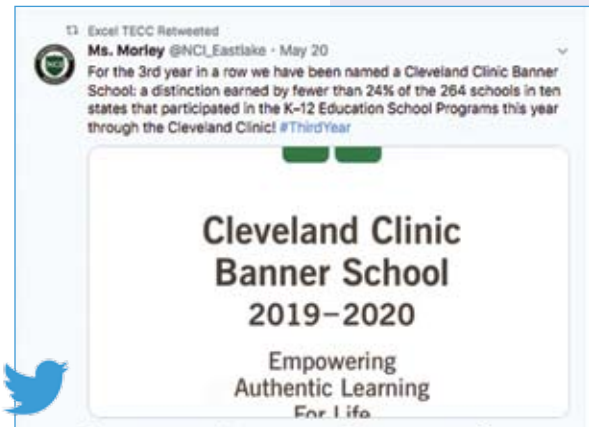 Excel TECC Retweeted
Ms. Morley @NCI_Eastlake · May 20
For the 3rd year in a row we have been named a Cleveland Clinic Banner
School: a distinction earned by fewer than 24% of the 264 schools in ten
states that participated in the K–12 Education School Programs this year
through the Cleveland Clinic! #ThirdYear
Cleveland Clinic
Banner School
2019–2020
Empowering
Authentic Learning
For Life